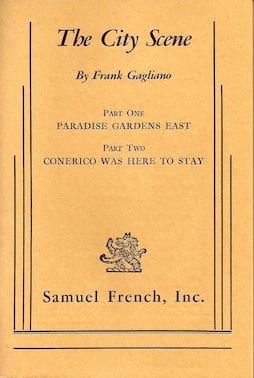 The City Scene
By Frank Gagliano
PART ONE
PARADISE GARDENS EAST
PART TWO
CONERICO WAS HERE TO STAY
Samuel French, Inc.